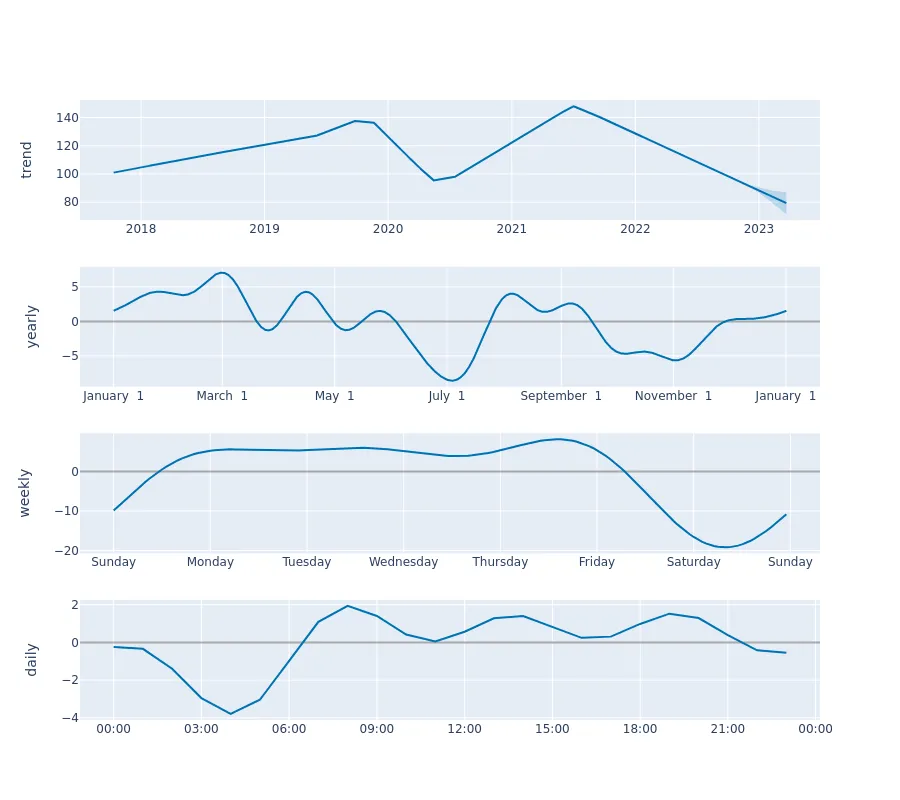 trend
140
120
100
80
2018 2019 2020 2021 2022 2023
yearly
5
0
−5
January 1 March 1 May 1 July 1 September 1 November 1 January 1
weekly
0
−10
−20
Sunday Monday Tuesday Wednesday Thursday Friday Saturday Sunday
daily
2
0
−2
−4
00:00 03:00 06:00 09:00 12:00 15:00 18:00 21:00 00:00